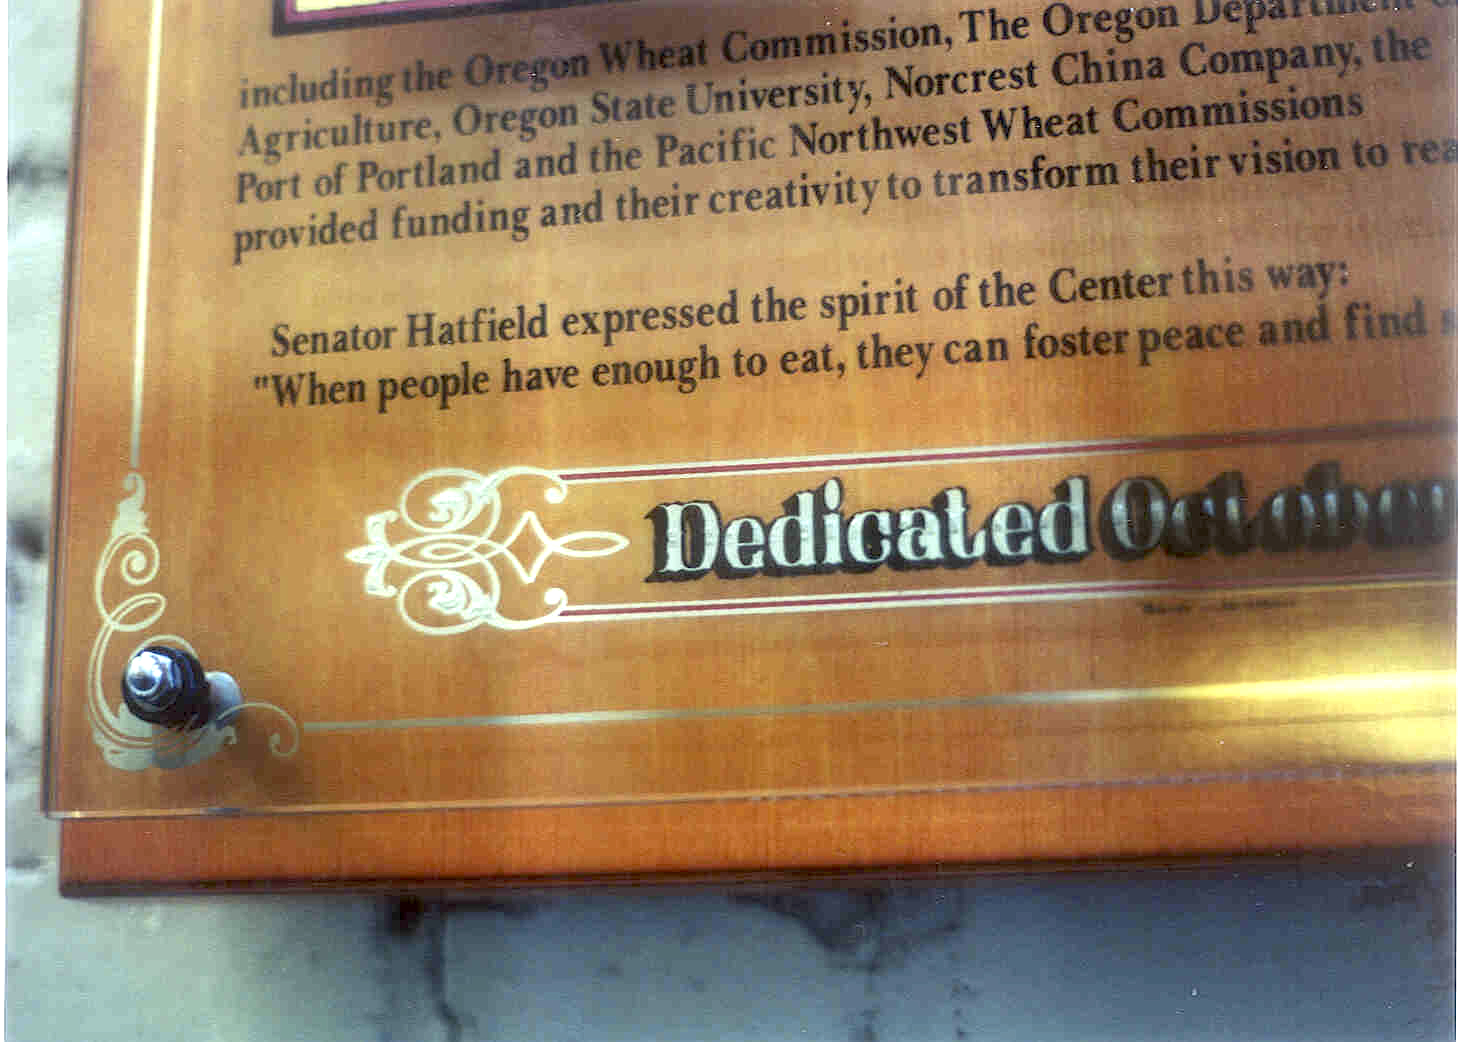 including the Oregon Wheat Commission, The Oregon Department
Agriculture, Oregon State University, Norcrest China Company, the
Port of Portland and the Pacific Northwest Wheat Commissions
provided funding and their creativity to transform their vision to rea
Senator Hatfield expressed the spirit of the Center this way:
"When people have enough to eat, they can foster peace and find s
Dedicated October